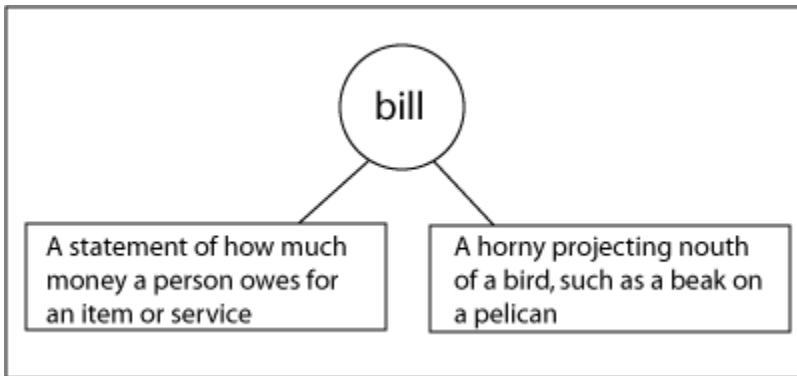 bill
A statement of how much
money a person owes for
an item or service
A horny projecting nouth
of a bird, such as a beak on
a pelican